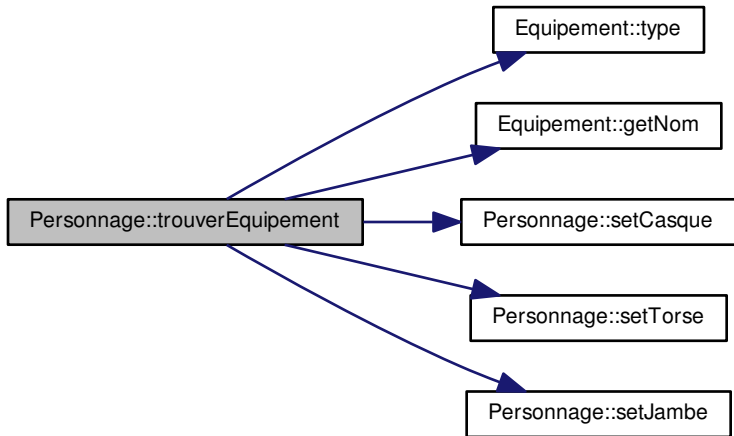 Equipement::type
Equipement::getNom
Personnage::trouverEquipement
Personnage::setCasque
Personnage::setTorse
Personnage::setJambe